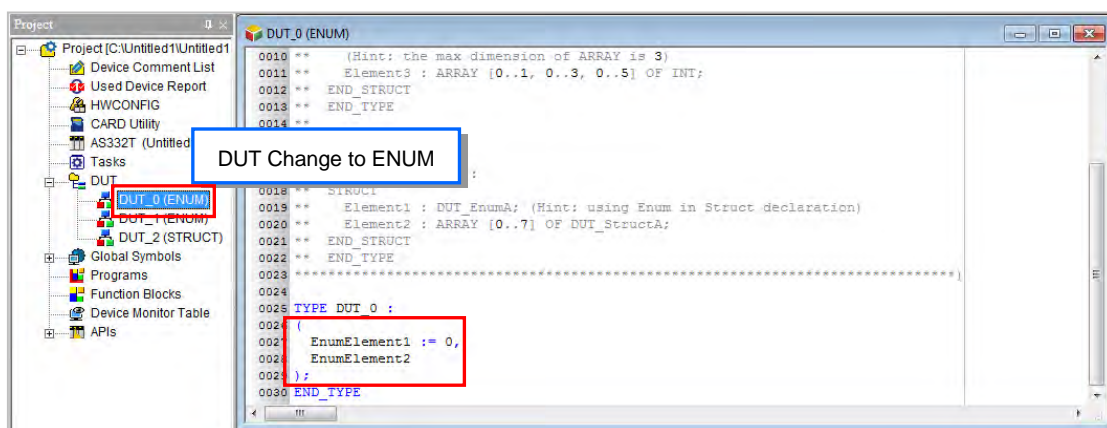 Project
Project [C:\Untitled1\Untitled1
Device Comment List
Used Device Report
HWCONFIG
CARD Utility
AS332T (Untitled
Tasks
DUT
DUT_0 (ENUM)
DUT_1 (ENUM)
DUT_2 (STRUCT)
Global Symbols
Programs
Function Blocks
Device Monitor Table
APIs
DUT Change to ENUM
DUT_0 (ENUM)
0010 ** (Hint: the max dimension of ARRAY is 3)
0011 ** Element3 : ARRAY [0..1, 0..3, 0..5] OF INT;
0012 ** END_STRUCT
0013 ** END_TYPE
0014 **
:
0018 ** STRUCT
0019 ** Element1 : DUT_EnumA; (Hint: using Enum in Struct declaration)
0020 ** Element2 : ARRAY [0..7] OF DUT_StructA;
0021 ** END_STRUCT
0022 ** END_TYPE
0023 *******************************************************************************)
0024
0025 TYPE DUT_0 :
0026 (
0027 EnumElement1 := 0,
0028 EnumElement2
0029 );
0030 END_TYPE